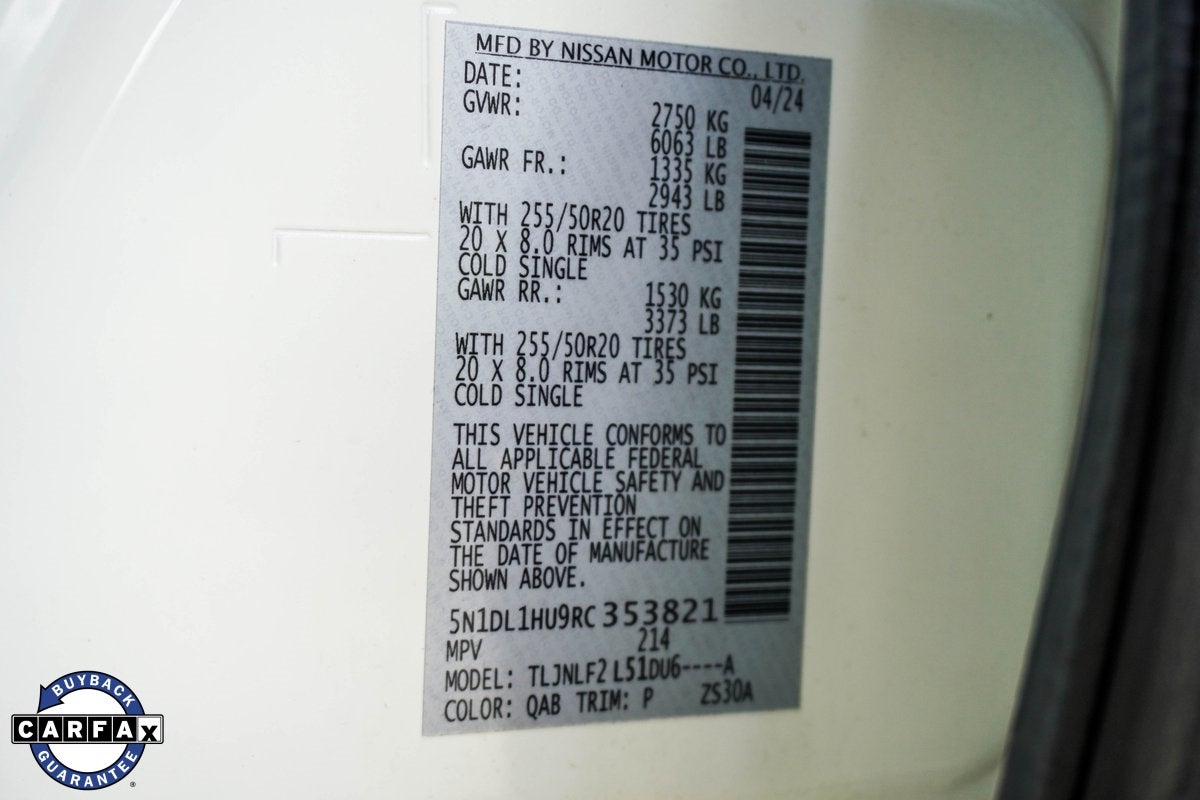 MFD BY NISSAN MOTOR CO., LTD.
DATE: 04/24
GVWR: 2750 KG
6063 LB
GAWR FR.: 1335 KG
2943 LB
WITH 255/50R20 TIRES
20 X 8.0 RIMS AT 35 PSI
COLD SINGLE
GAWR RR.: 1530 KG
3373 LB
WITH 255/50R20 TIRES
20 X 8.0 RIMS AT 35 PSI
COLD SINGLE
THIS VEHICLE CONFORMS TO
ALL APPLICABLE FEDERAL
MOTOR VEHICLE SAFETY AND
THEFT PREVENTION
STANDARDS IN EFFECT ON
THE DATE OF MANUFACTURE
SHOWN ABOVE.
5N1DL1HU9RC353821
MPV 214
MODEL: TLJNLF2 L51DU6----A
COLOR: QAB TRIM: P ZS30A
BUYBACK
CARFAX
GUARANTEE
®